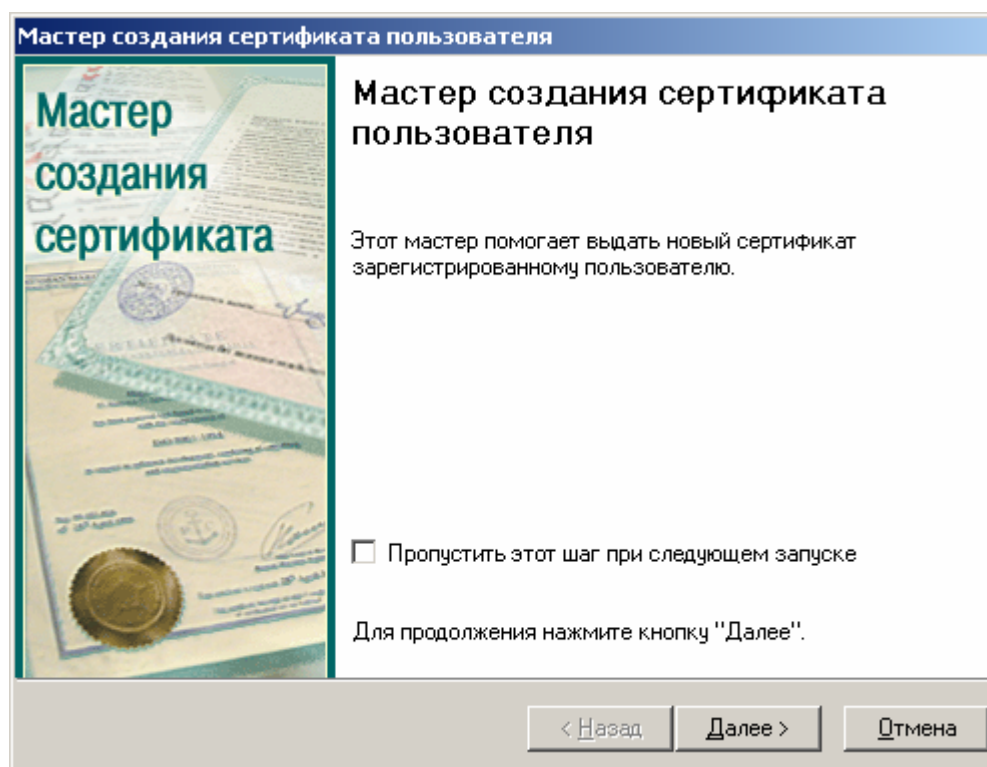 Мастер создания сертификата пользователя
Мастер
создания
сертификата
Мастер создания сертификата
пользователя
Этот мастер помогает выдать новый сертификат
зарегистрированному пользователю.
Пропустить этот шаг при следующем запуске
Для продолжения нажмите кнопку "Далее".
< Назад
Далее >
Отмена